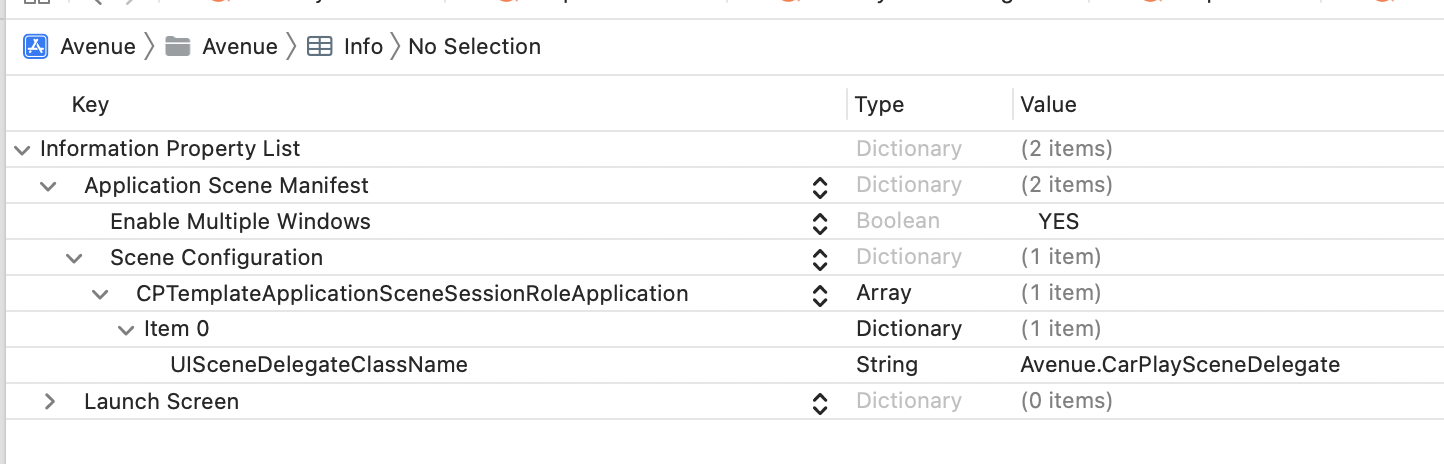 Avenue Avenue Info No Selection
Key Type Value
Information Property List Dictionary (2 items)
Application Scene Manifest Dictionary (2 items)
Enable Multiple Windows Boolean YES
Scene Configuration Dictionary (1 item)
CPTemplateApplicationSceneSessionRoleApplication Array (1 item)
Item 0 Dictionary (1 item)
UISceneDelegateClassName String Avenue.CarPlaySceneDelegate
Launch Screen Dictionary (0 items)